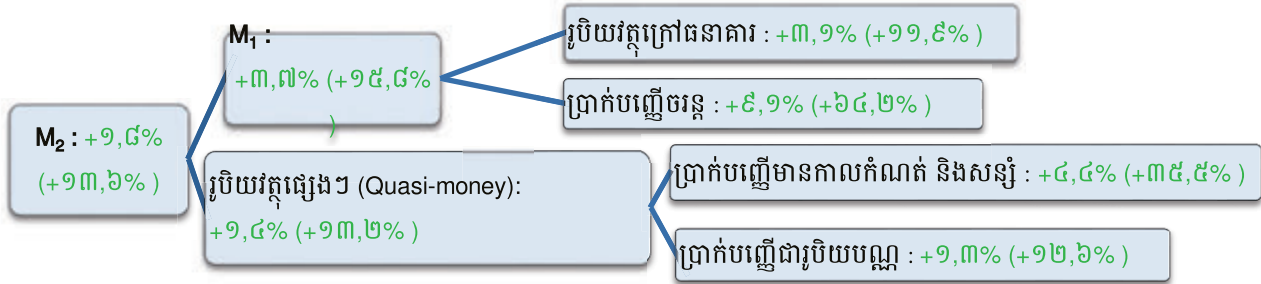 M₁ :
+៣,៧% (+១៥,៨%
)
រូបិយវត្ថុក្រៅធនាគារ : +៣,១% (+១១,៩% )
ប្រាក់បញ្ញើចរន្ត : +៩,១% (+៦៤,២% )
M₂ : +១,៨%
(+១៣,៦% )
រូបិយវត្ថុផ្សេងៗ (Quasi-money):
+១,៤% (+១៣,២% )
ប្រាក់បញ្ញើមានកាលកំណត់ និងសន្សំ : +៤,៤% (+៣៥,៥% )
ប្រាក់បញ្ញើជារូបិយបណ្ណ : +១,៣% (+១២,៦% )